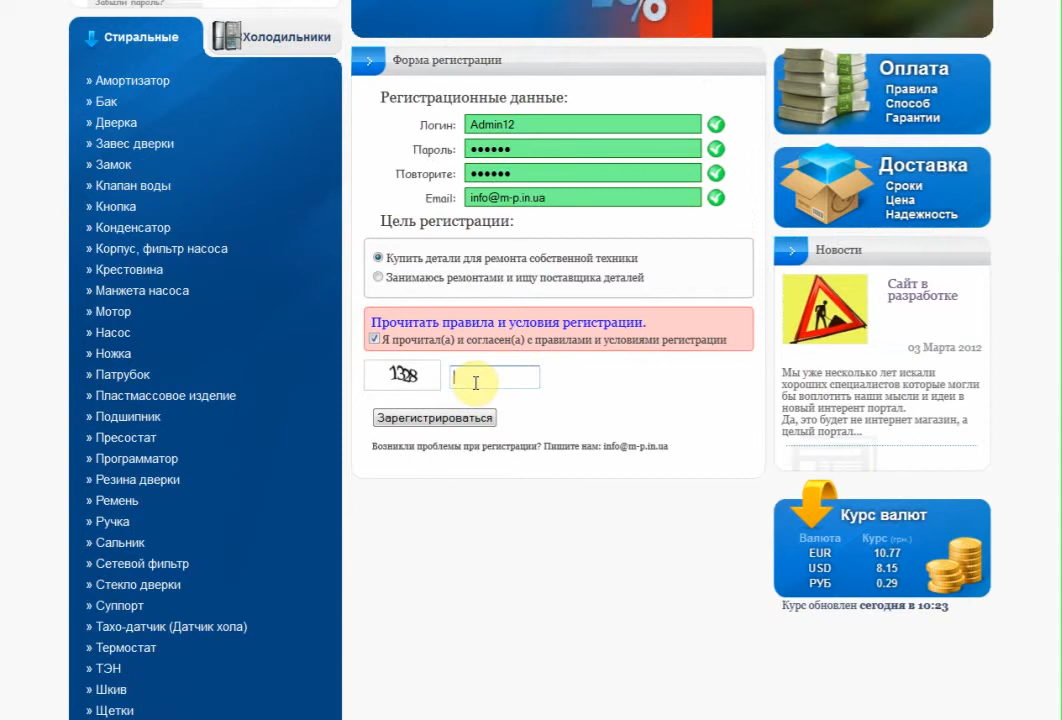 Забыли пароль?
%
Стиральные
Холодильники
» Амортизатор
» Бак
» Дверка
» Завес дверки
» Замок
» Клапан воды
» Кнопка
» Конденсатор
» Корпус, фильтр насоса
» Крестовина
» Манжета насоса
» Мотор
» Насос
» Ножка
» Патрубок
» Пластмассовое изделие
» Подшипник
» Пресостат
» Программатор
» Резина дверки
» Ремень
» Ручка
» Сальник
» Сетевой фильтр
» Стекло дверки
» Суппорт
» Тахо-датчик (Датчик хола)
» Термостат
» ТЭН
» Шкив
» Щетки
Форма регистрации
Регистрационные данные:
Логин: Admin12
Пароль: ••••••
Повторите: ••••••
Email: info@m-p.in.ua
Цель регистрации:
Купить детали для ремонта собственной техники
Занимаюсь ремонтами и ищу поставщика деталей
Прочитать правила и условия регистрации.
Я прочитал(а) и согласен(а) с правилами и условиями регистрации
1328
Зарегистрироваться
Возникли проблемы при регистрации? Пишите нам: info@m-p.in.ua
Оплата
Правила
Способ
Гарантии
Доставка
Сроки
Цена
Надежность
Новости
Сайт в
разработке
03 Марта 2012
Мы уже несколько лет искали
хороших специалистов которые могли
бы воплотить наши мысли и идеи в
новый интерент портал.
Да, это будет не интернет магазин, а
целый портал...
Курс валют
Валюта Курс (грн.)
EUR 10.77
USD 8.15
РУБ 0.29
Курс обновлен сегодня в 10:23